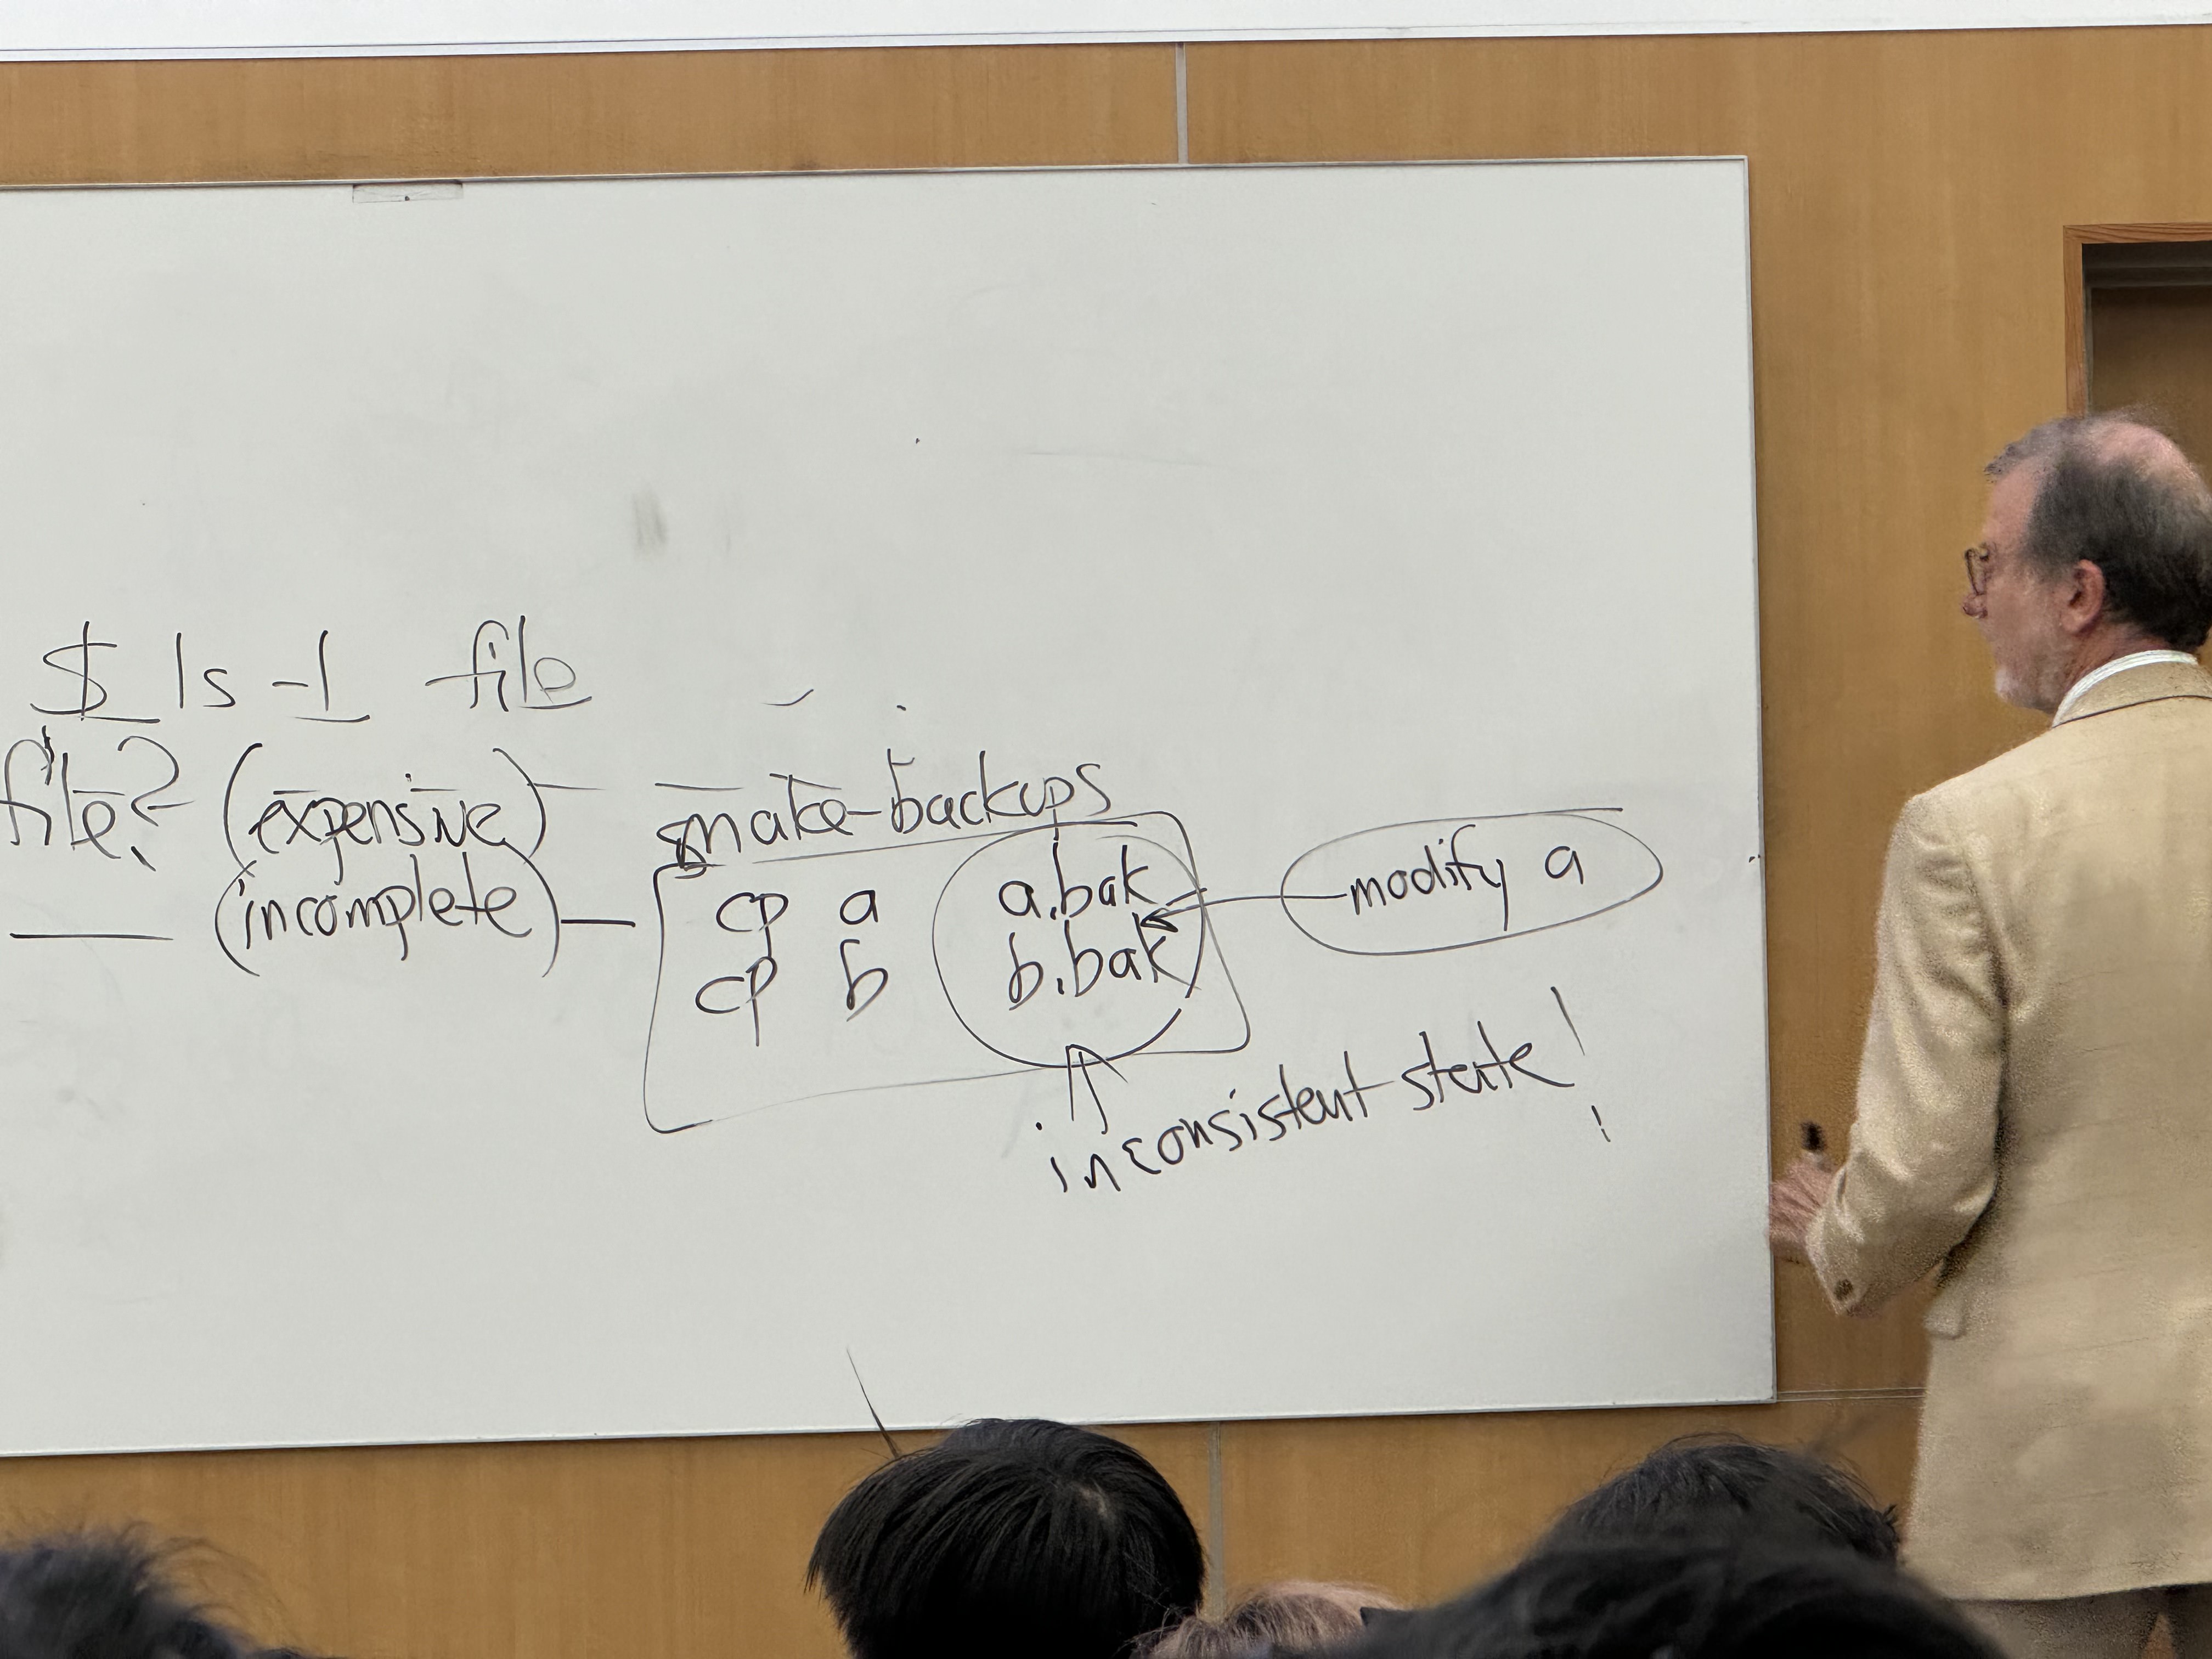 $ ls -l file
file? (expensive)
(incomplete)
make-backups
cp a a.bak
cp b b.bak
modify a
inconsistent state!